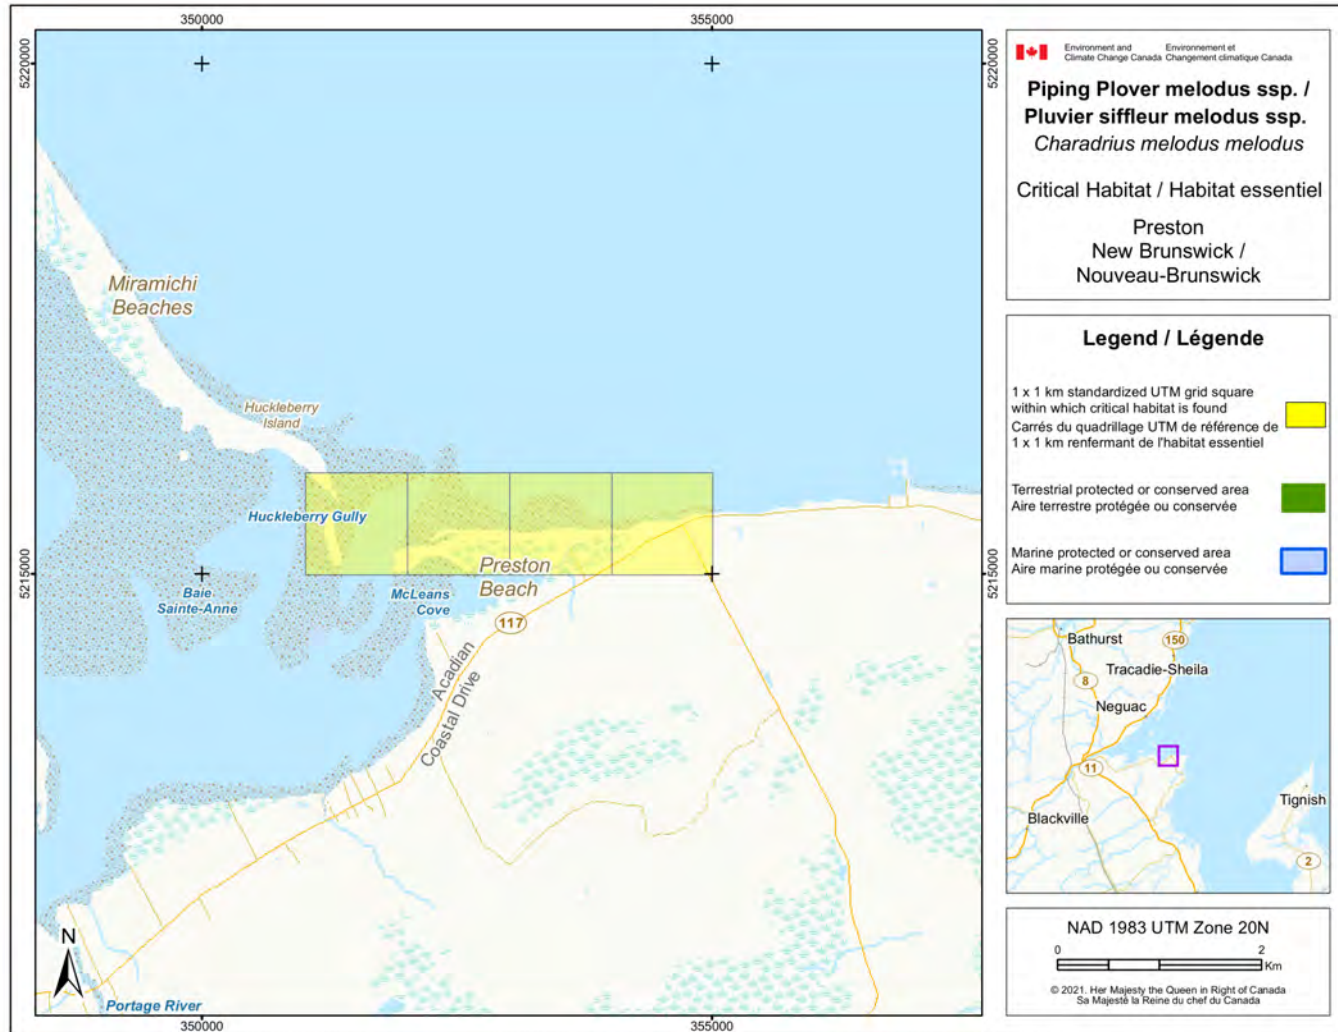 350000
355000
5220000
5220000
5215000
5215000
Miramichi
Beaches
Huckleberry
Island
Huckleberry Gully
Baie
Sainte-Anne
McLeans
Cove
Preston
Beach
117
Acadian
Coastal Drive
Portage River
N
350000
355000
Environment and
Climate Change Canada
Environnement et
Changement climatique Canada
Piping Plover melodus ssp. /
Pluvier siffleur melodus ssp.
Charadrius melodus melodus
Critical Habitat / Habitat essentiel
Preston
New Brunswick /
Nouveau-Brunswick
Legend / Légende
1 x 1 km standardized UTM grid square
within which critical habitat is found
Carrés du quadrillage UTM de référence de
1 x 1 km renfermant de l'habitat essentiel
Terrestrial protected or conserved area
Aire terrestre protégée ou conservée
Marine protected or conserved area
Aire marine protégée ou conservée
Bathurst
150
Tracadie-Sheila
8
Neguac
11
Blackville
Tignish
2
NAD 1983 UTM Zone 20N
0 2
Km
© 2021. Her Majesty the Queen in Right of Canada
Sa Majesté la Reine du chef du Canada